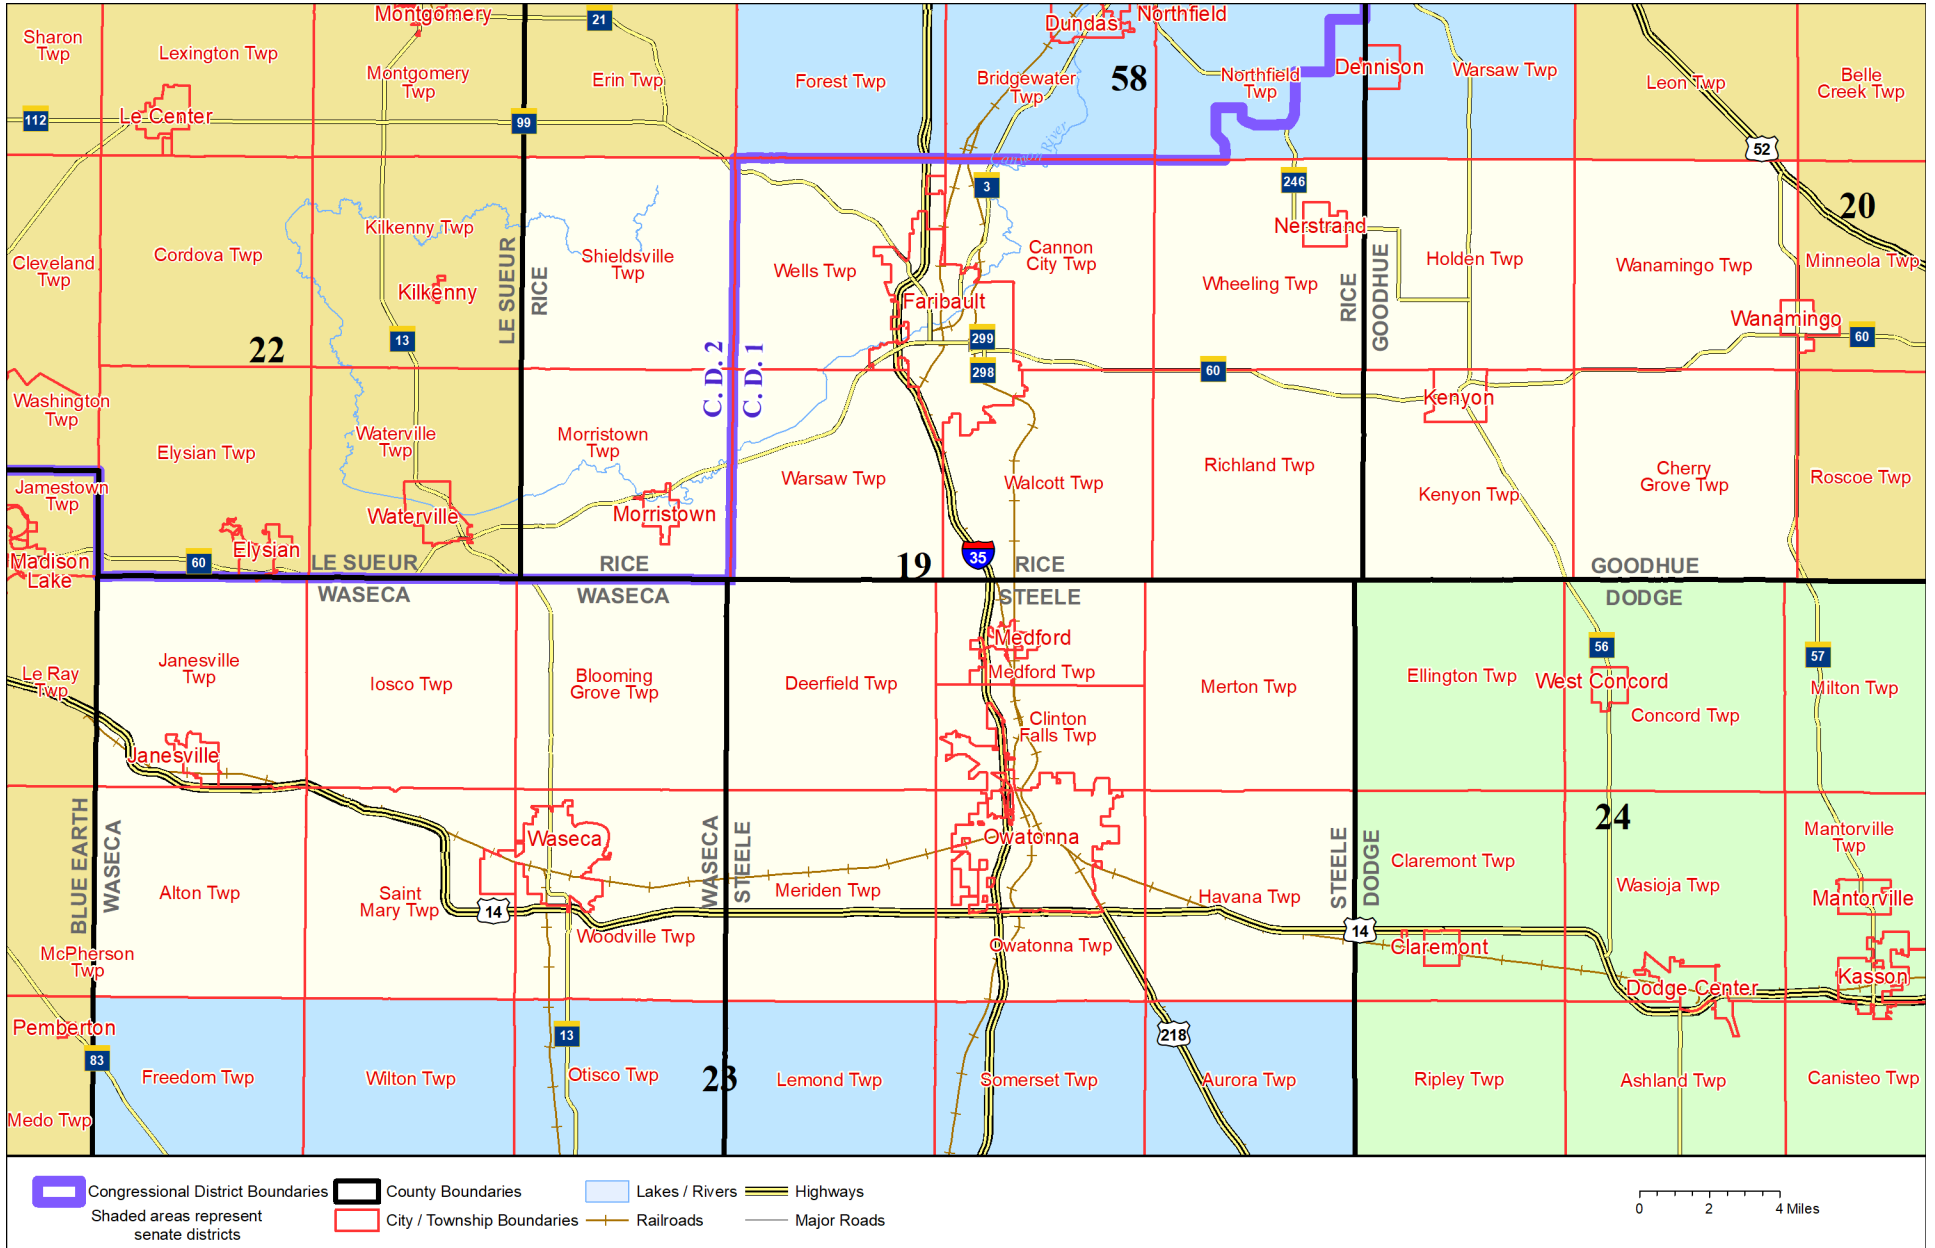 Montgomery
21
Dundas
Northfield
Sharon
Twp
Lexington Twp
Montgomery
Twp
Erin Twp
Forest Twp
Bridgewater
Twp
58
Northfield
Twp
Dennison
Warsaw Twp
Leon Twp
Belle
Creek Twp
112
Le Center
99
52
Cannon River
3
246
20
Kilkenny Twp
Nerstrand
Cleveland
Twp
Cordova Twp
LE SUEUR
RICE
Shieldsville
Twp
Wells Twp
Cannon
City Twp
Wheeling Twp
RICE
GOODHUE
Holden Twp
Wanamingo Twp
Minneola Twp
Kilkenny
Faribault
Wanamingo
22
13
299
60
C.D. 2
C.D. 1
298
60
Washington
Twp
Kenyon
Elysian Twp
Waterville
Twp
Morristown
Twp
Warsaw Twp
Walcott Twp
Richland Twp
Kenyon Twp
Cherry
Grove Twp
Roscoe Twp
Jamestown
Twp
Waterville
Morristown
Madison
Lake
60
Elysian
LE SUEUR
RICE
19
35
RICE
GOODHUE
WASECA
WASECA
STEELE
DODGE
Medford
56
57
Le Ray
Twp
Janesville
Twp
Iosco Twp
Blooming
Grove Twp
Deerfield Twp
Medford Twp
Merton Twp
Ellington Twp
West Concord
Milton Twp
Concord Twp
Clinton
Falls Twp
Janesville
BLUE EARTH
WASECA
Waseca
WASECA
STEELE
Owatonna
STEELE
DODGE
24
Claremont Twp
Mantorville
Twp
Alton Twp
Saint
Mary Twp
Meriden Twp
Havana Twp
Wasioja Twp
Mantorville
14
Woodville Twp
Owatonna Twp
14
Claremont
McPherson
Twp
Dodge Center
Kasson
Pemberton
83
13
218
Freedom Twp
Wilton Twp
Otisco Twp
23
Lemond Twp
Somerset Twp
Aurora Twp
Ripley Twp
Ashland Twp
Canisteo Twp
Medo Twp
Congressional District Boundaries
County Boundaries
Lakes / Rivers
Highways
Shaded areas represent
senate districts
City / Township Boundaries
Railroads
Major Roads
0 2 4 Miles